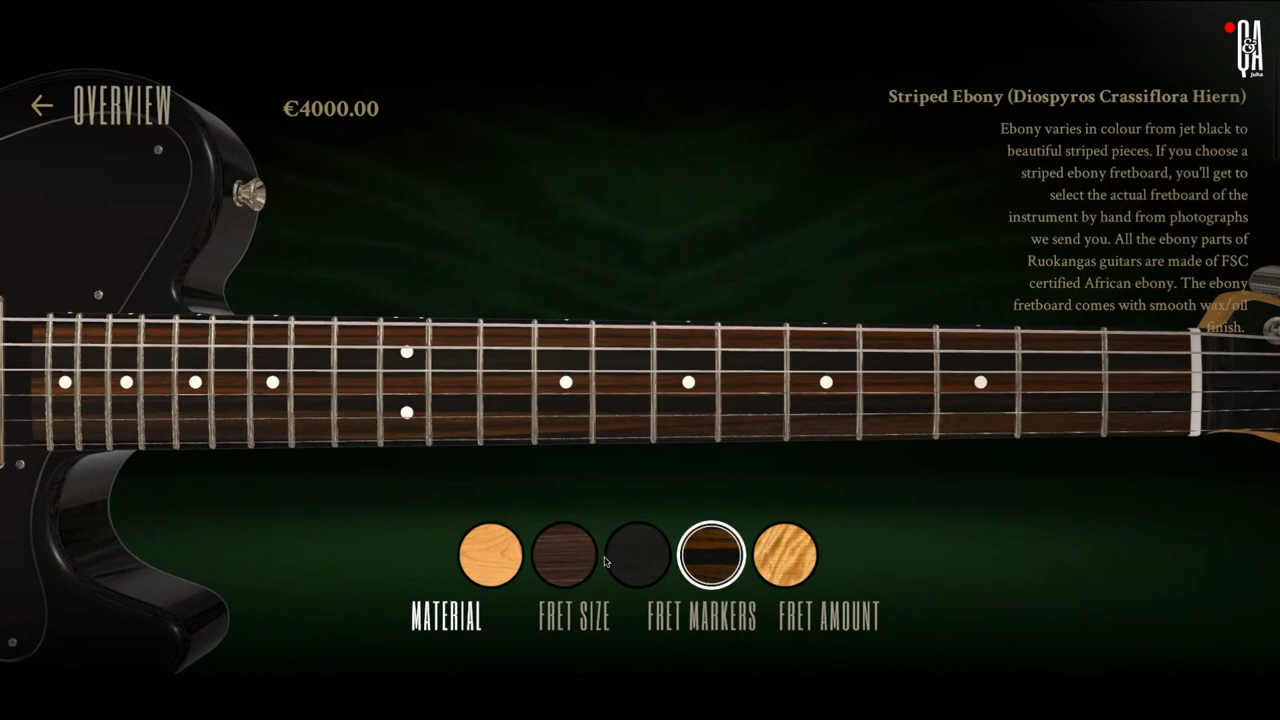 Q&A
Juha
OVERVIEW
€4000.00
Striped Ebony (Diospyros Crassiflora Hiern)
Ebony varies in colour from jet black to
beautiful striped pieces. If you choose a
striped ebony fretboard, you'll get to
select the actual fretboard of the
instrument by hand from photographs
we send you. All the ebony parts of
Ruokangas guitars are made of FSC
certified African ebony. The ebony
fretboard comes with smooth wax/oil
finish.
MATERIAL
FRET SIZE
FRET MARKERS
FRET AMOUNT